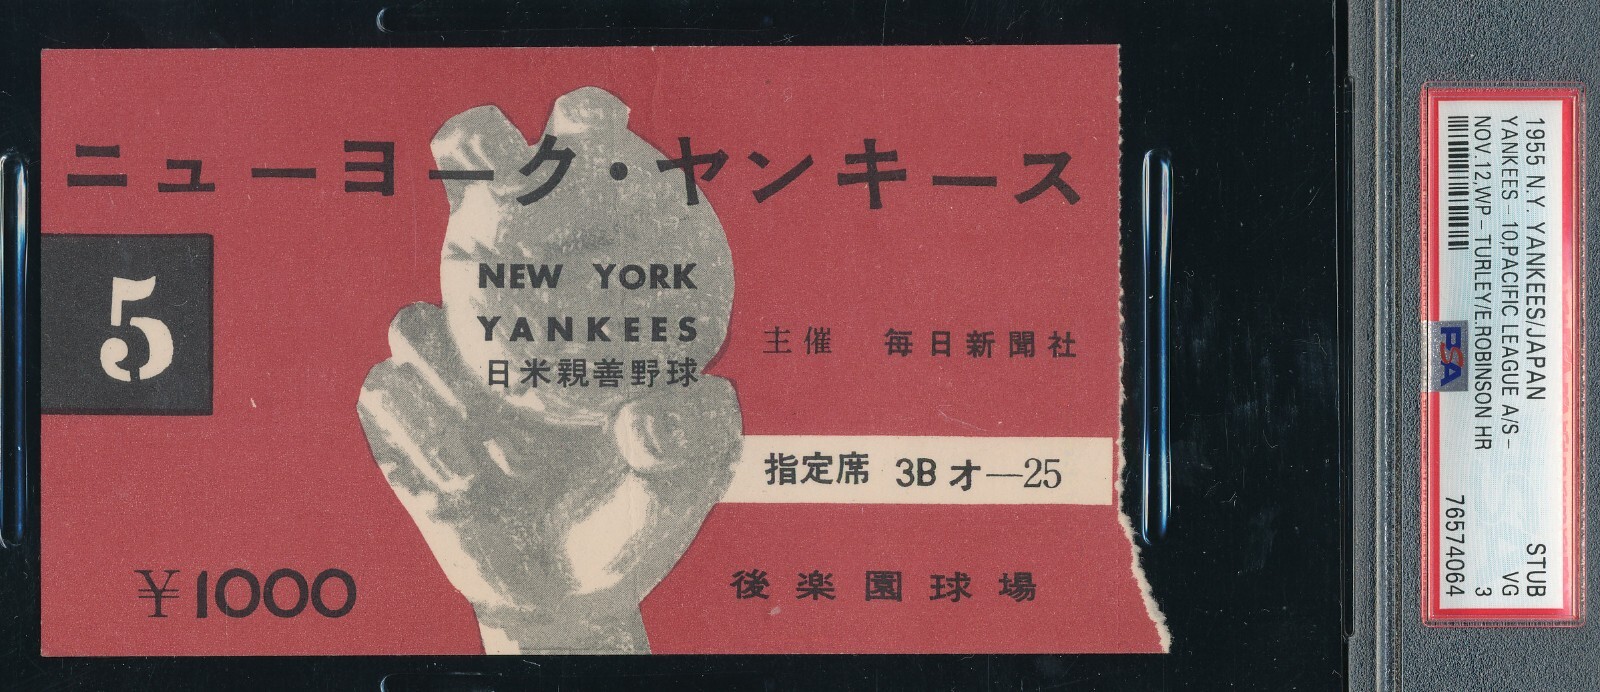 ニューヨーク・ヤンキース
5
NEW YORK
YANKEES
日米親善野球
主催 毎日新聞社
指定席 3B オ—25
¥1000
後楽園球場
1955 N.Y. YANKEES/JAPAN
YANKEES - 10,PACIFIC LEAGUE A/S -
NOV.12.WP - TURLEY/E.ROBINSON HR
STUB
VG
3
76574064
PSA